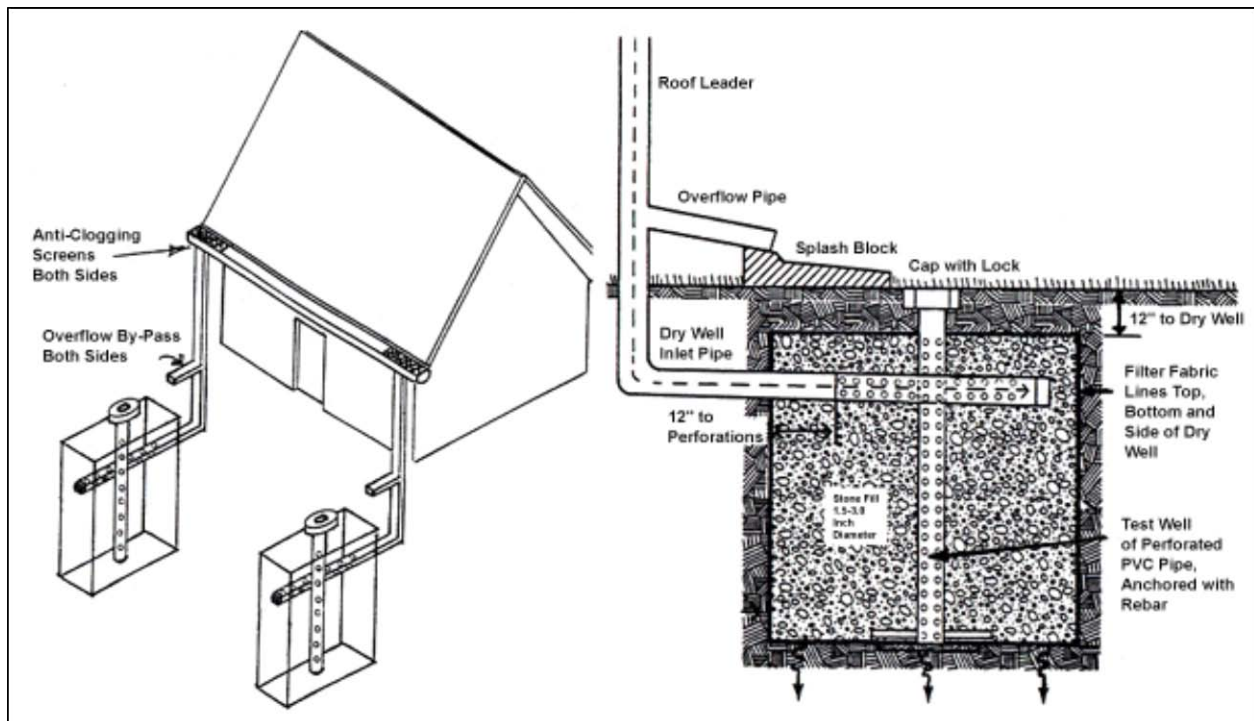 Anti-Clogging
Screens
Both Sides
Overflow By-Pass
Both Sides
Roof Leader
Overflow Pipe
Splash Block
Cap with Lock
12" to Dry Well
Dry Well
Inlet Pipe
Filter Fabric
Lines Top,
Bottom and
Side of Dry
Well
12" to
Perforations
Stone Fill
1.5-3.0
Inch
Diameter
Test Well
of Perforated
PVC Pipe,
Anchored with
Rebar